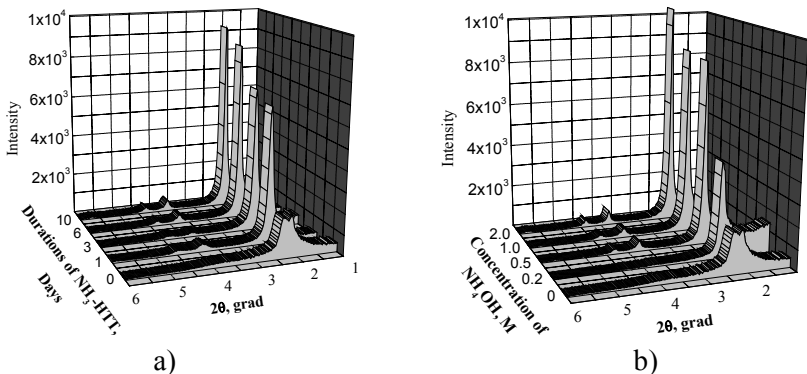 1x10⁴
8x10³
6x10³
4x10³
2x10³
Intensity
10
6
3
1
0
Durations of NH₃-HTT,
Days
6
5
4
3
2
1
2θ, grad
a)
1x10⁴
8x10³
6x10³
4x10³
2x10³
Intensity
2.0
1.0
0.5
0.2
0
Concentration of
NH₄OH, M
6
5
4
3
2
2θ, grad
b)